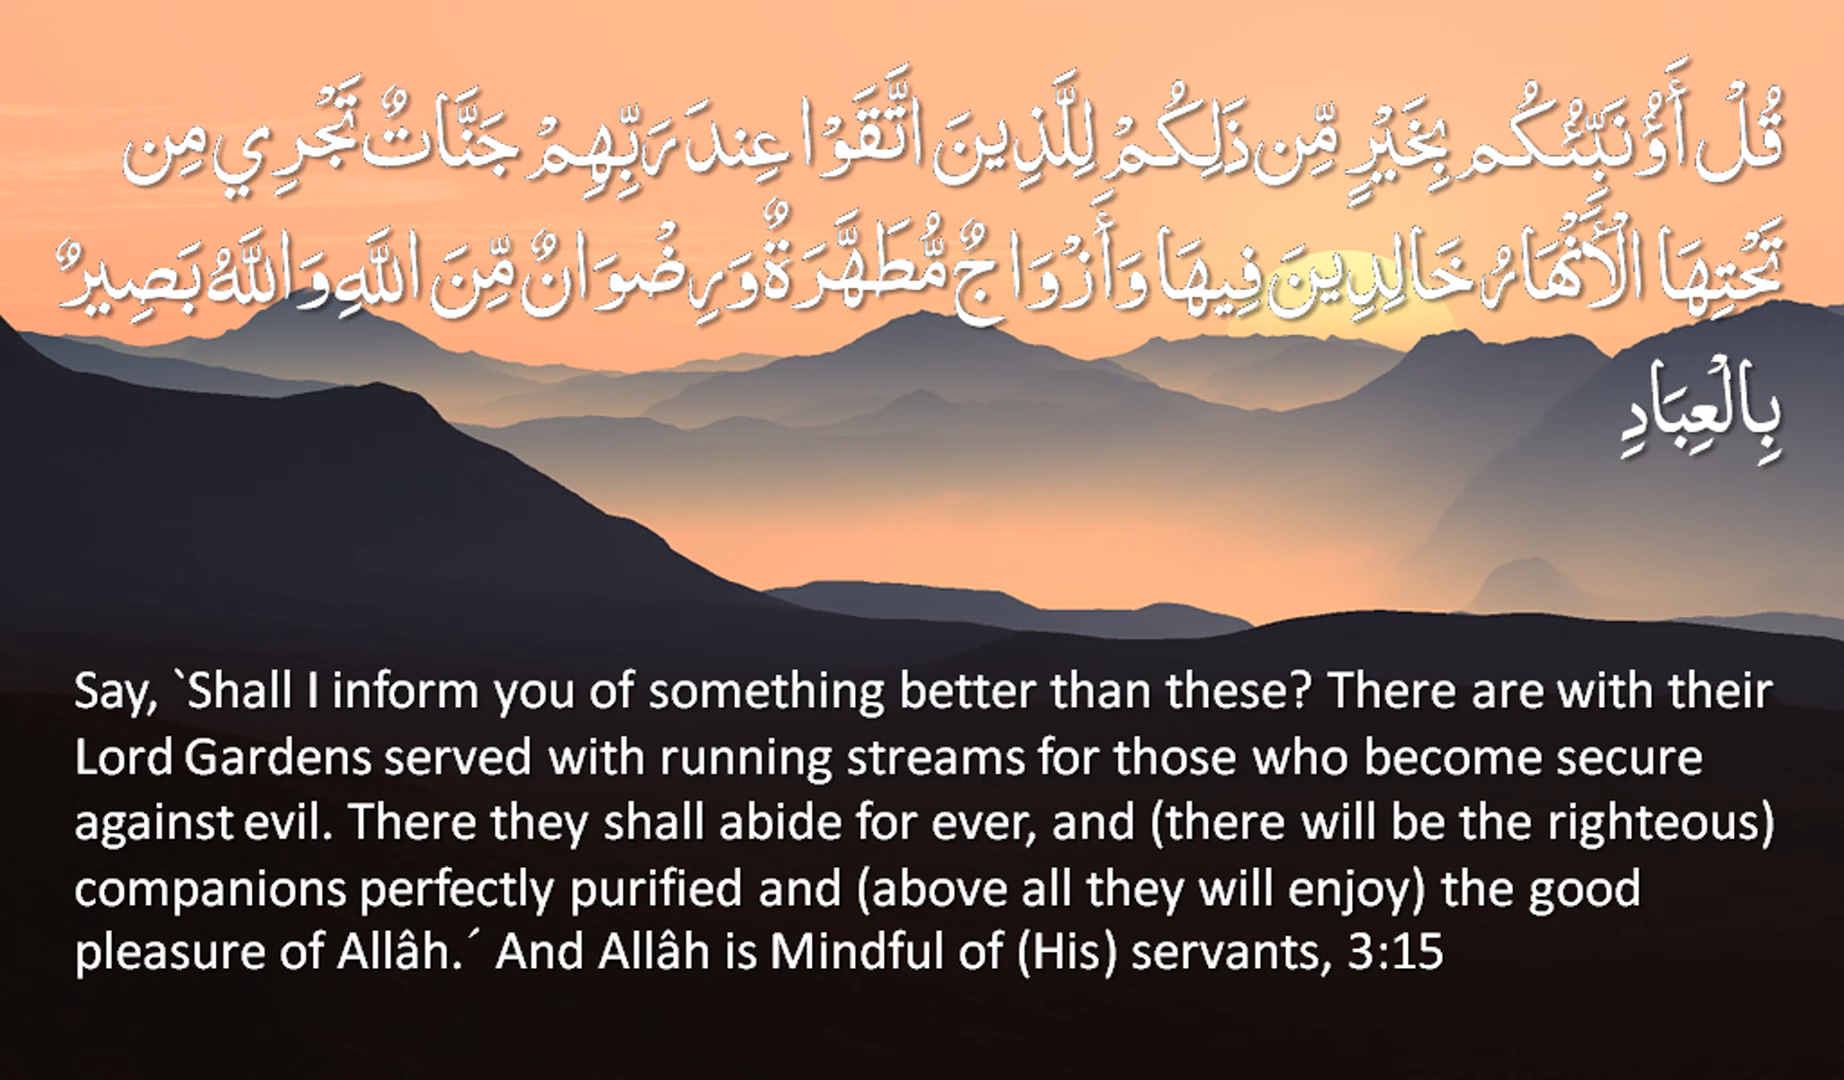 قُلْ أَؤُنَبِّئُكُم بِخَيْرٍ مِّن ذَلِكُمْ لِلَّذِينَ اتَّقَوْا عِندَ رَبِّهِمْ جَنَّاتٌ تَجْرِي مِن
تَحْتِهَا الْأَنْهَارُ خَالِدِينَ فِيهَا وَأَزْوَاجٌ مُّطَهَّرَةٌ وَرِضْوَانٌ مِّنَ اللَّهِ وَاللَّهُ بَصِيرٌ
بِالْعِبَادِ
Say, `Shall I inform you of something better than these? There are with their
Lord Gardens served with running streams for those who become secure
against evil. There they shall abide for ever, and (there will be the righteous)
companions perfectly purified and (above all they will enjoy) the good
pleasure of Allâh.´ And Allâh is Mindful of (His) servants, 3:15